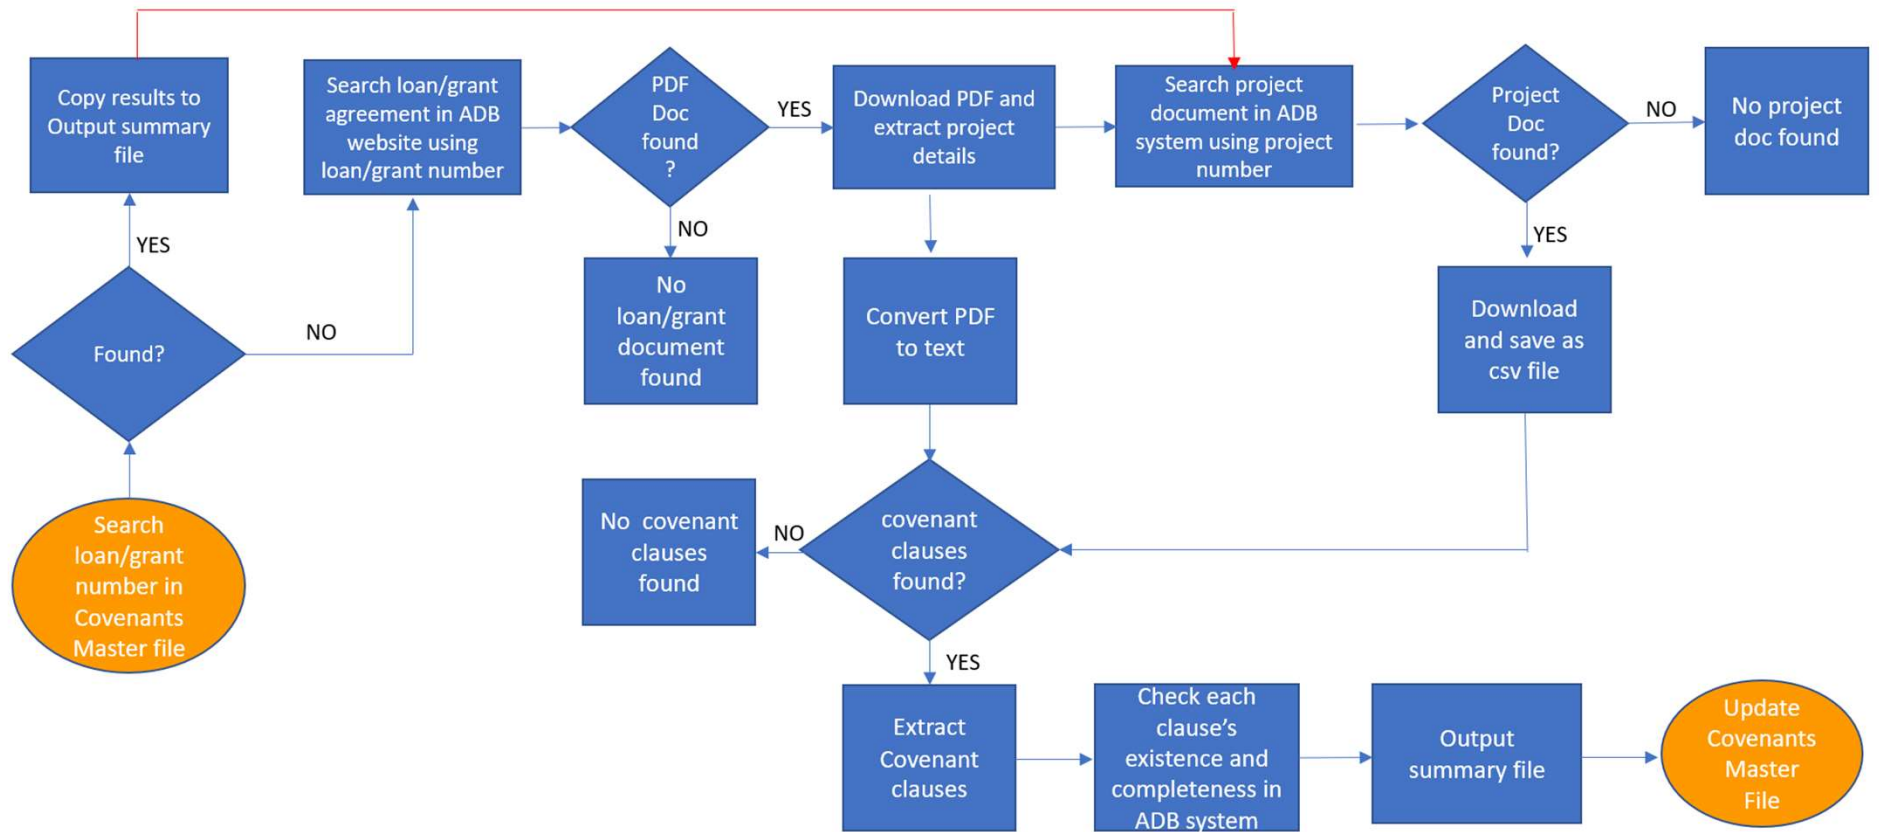 Copy results to
Output summary
file
Search loan/grant
agreement in ADB
website using
loan/grant number
PDF
Doc
found
?
YES
Download PDF and
extract project
details
Search project
document in ADB
system using project
number
Project
Doc
found?
NO
No project
doc found
YES
Found?
NO
NO
No
loan/grant
document
found
Convert PDF
to text
YES
Download
and save as
csv file
Search
loan/grant
number in
Covenants
Master file
No covenant
clauses
found
NO
covenant
clauses
found?
YES
Extract
Covenant
clauses
Check each
clause’s
existence and
completeness in
ADB system
Output
summary file
Update
Covenants
Master
File